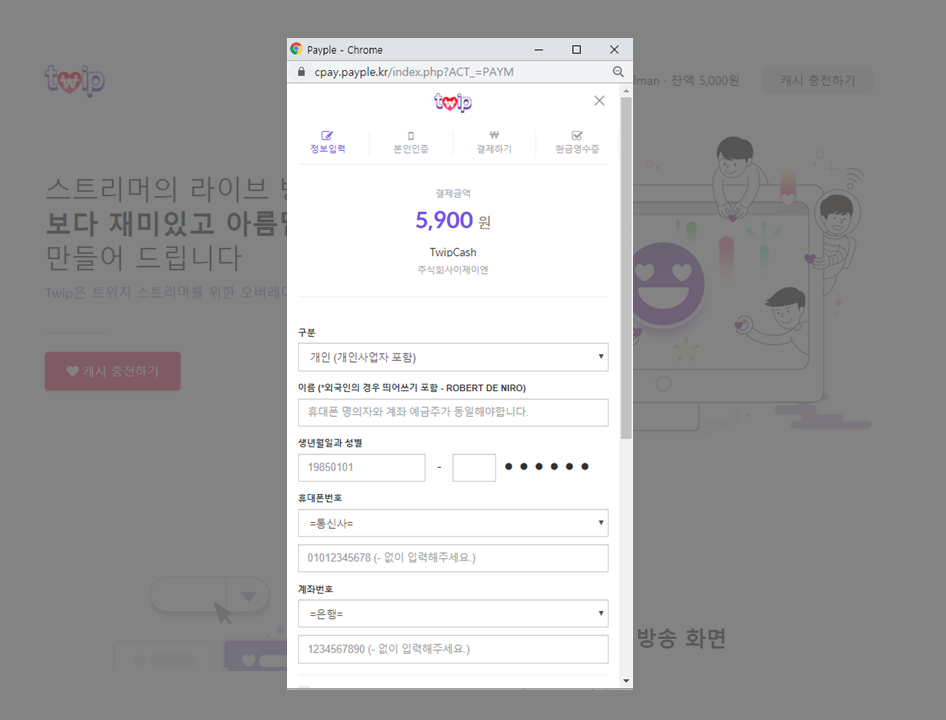 Payple - Chrome
cpay.payple.kr/index.php?ACT_=PAYM
twip
lman · 잔액 5,000원
캐시 충전하기
twip
정보입력
본인인증
결제하기
현금영수증
스트리머의 라이브
보다 재미있고
만들어 드립니다
Twip은 트위치 스트리머를 위한
캐시 충전하기
결제금액
5,900 원
TwipCash
주식회사이제이엔
구분
개인 (개인사업자 포함)
이름 (*외국인의 경우 띄어쓰기 포함 - ROBERT DE NIRO)
휴대폰 명의자와 계좌 예금주가 동일해야합니다.
생년월일과 성별
19850101 - ● ● ● ● ● ●
휴대폰번호
=통신사=
01012345678 (- 없이 입력해주세요.)
계좌번호
=은행=
1234567890 (- 없이 입력해주세요.)
방송 화면